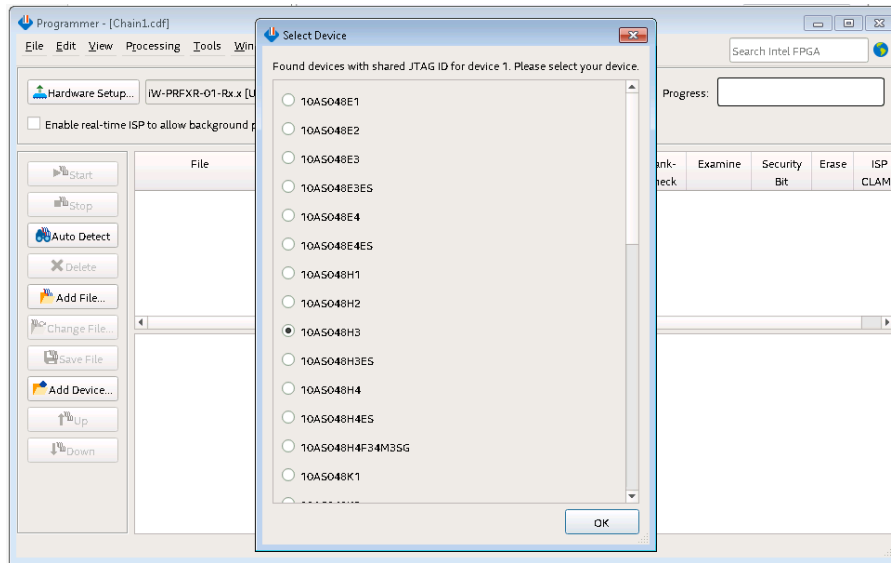 Programmer - [Chain1.cdf]
File Edit View Processing Tools Win
Search Intel FPGA
Hardware Setup... iW-PRFXR-01-Rx.x [U
Progress:
Enable real-time ISP to allow background
Start
Stop
Auto Detect
Delete
Add File...
Change File...
Save File
Add Device...
Up
Down
File
Examine Security Bit Erase ISP CLAM
Select Device
Found devices with shared JTAG ID for device 1. Please select your device.
10AS048E1
10AS048E2
10AS048E3
10AS048E3ES
10AS048E4
10AS048E4ES
10AS048H1
10AS048H2
10AS048H3
10AS048H3ES
10AS048H4
10AS048H4ES
10AS048H4F34M3SG
10AS048K1
OK